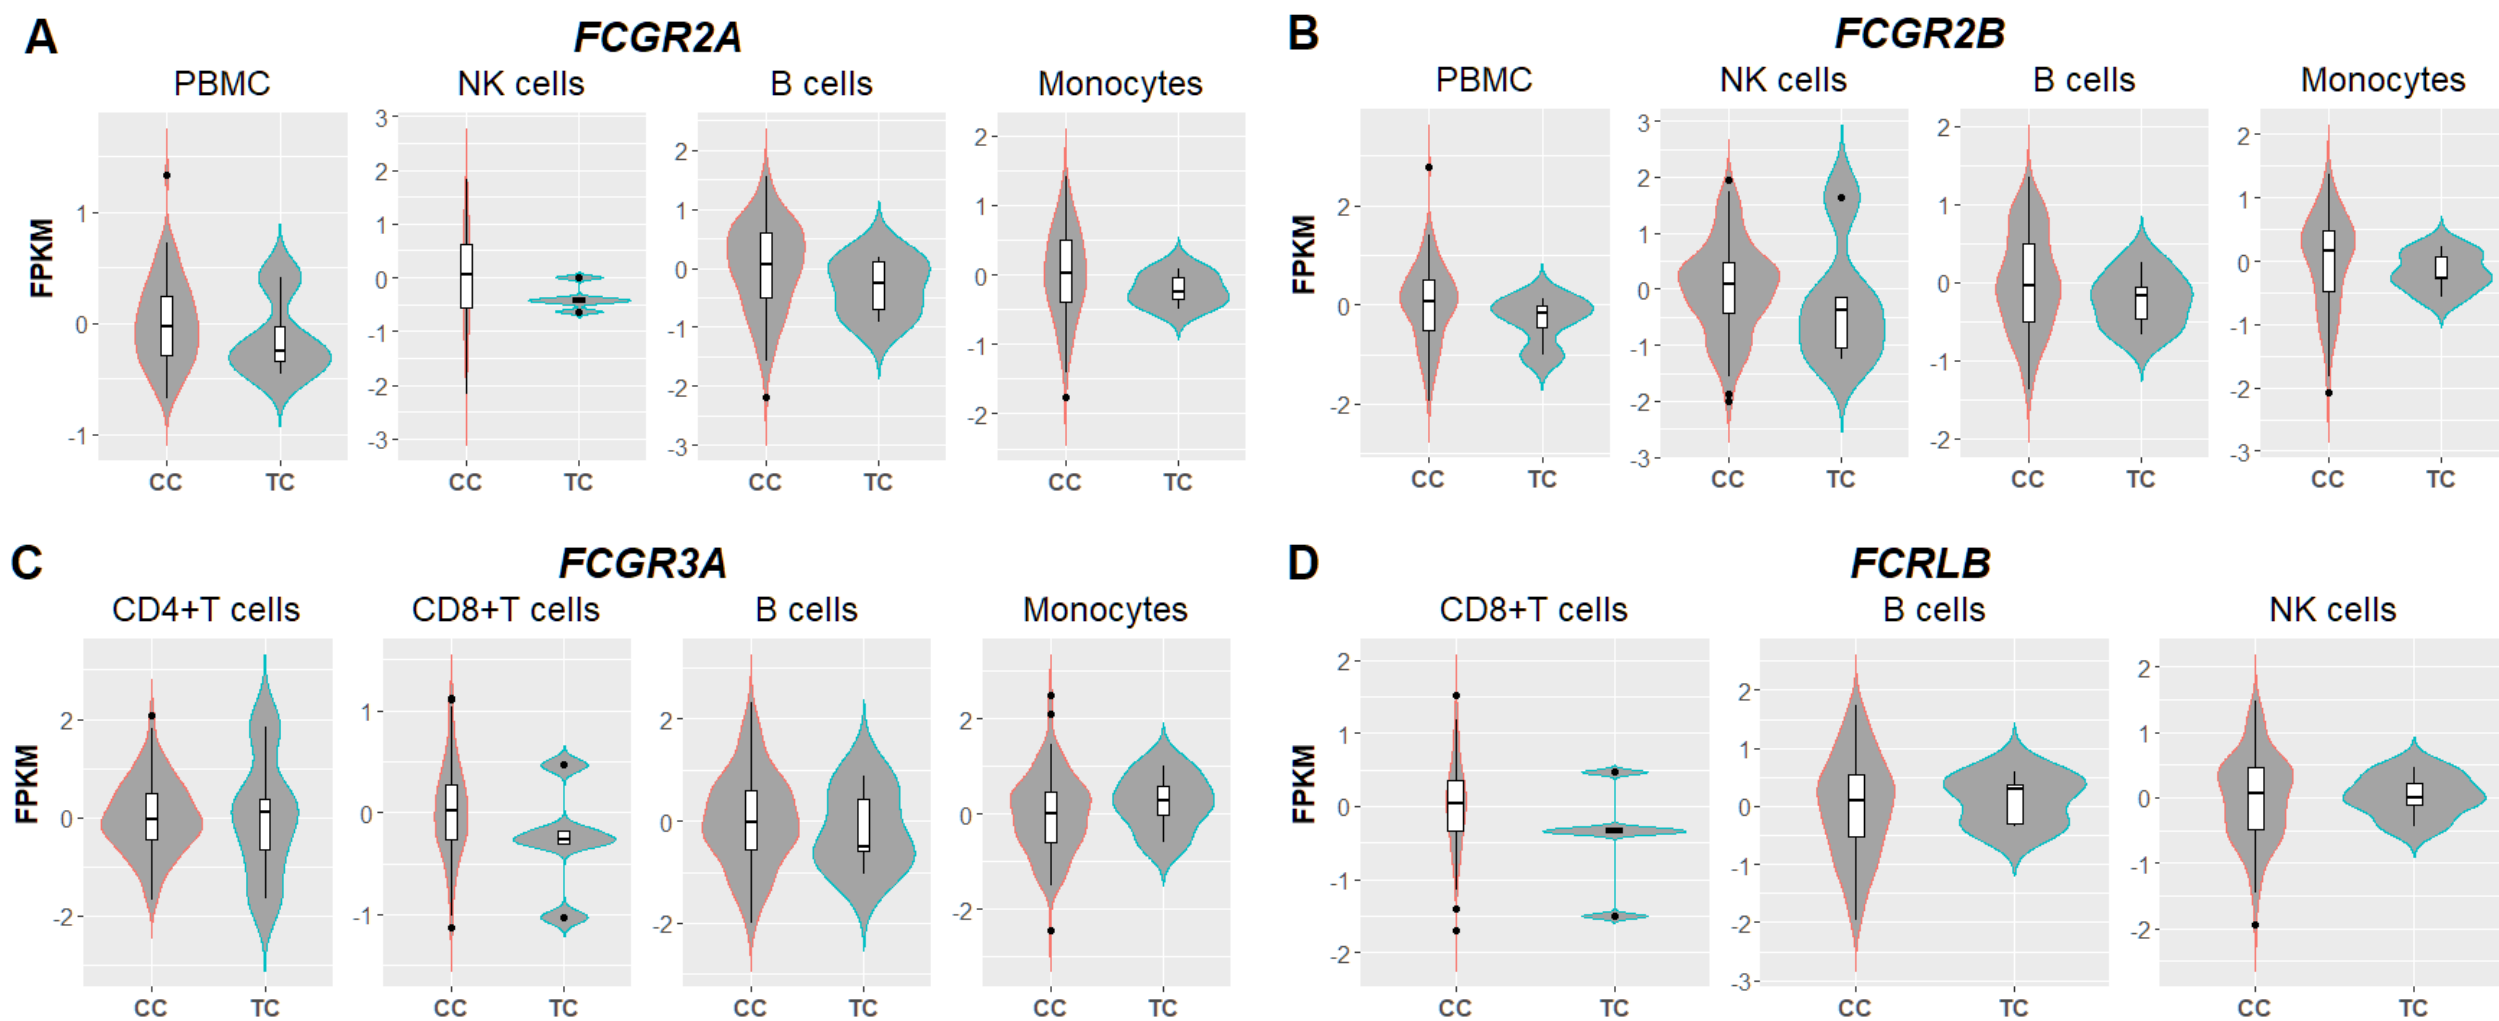 A
FCGR2A
PBMC NK cells B cells Monocytes
FPKM
1
0
-1
CC TC
3
2
1
0
-1
-2
-3
CC TC
2
1
0
-1
-2
-3
CC TC
2
1
0
-1
-2
CC TC
B
FCGR2B
PBMC NK cells B cells Monocytes
FPKM
2
0
-2
CC TC
3
2
1
0
-1
-2
-3
CC TC
2
1
0
-1
-2
CC TC
2
1
0
-1
-2
-3
CC TC
C
FCGR3A
CD4+T cells CD8+T cells B cells Monocytes
FPKM
2
0
-2
CC TC
1
0
-1
CC TC
2
0
-2
CC TC
2
0
-2
CC TC
D
FCRLB
CD8+T cells B cells NK cells
FPKM
2
1
0
-1
-2
CC TC
2
1
0
-1
-2
-3
CC TC
2
1
0
-1
-2
CC TC